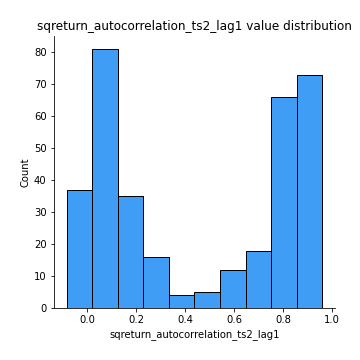 sqreturn_autocorrelation_ts2_lag1 value distribution
80
70
60
50
40
30
20
10
0
Count
0.0 0.2 0.4 0.6 0.8 1.0
sqreturn_autocorrelation_ts2_lag1